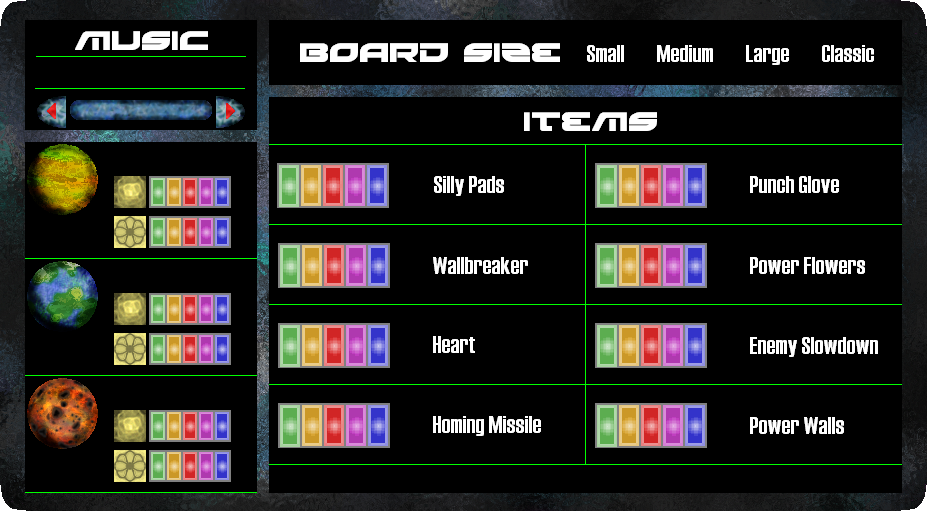 MUSIC
BOARD SIZE Small Medium Large Classic
ITEMS
Silly Pads Punch Glove
Wallbreaker Power Flowers
Heart Enemy Slowdown
Homing Missile Power Walls